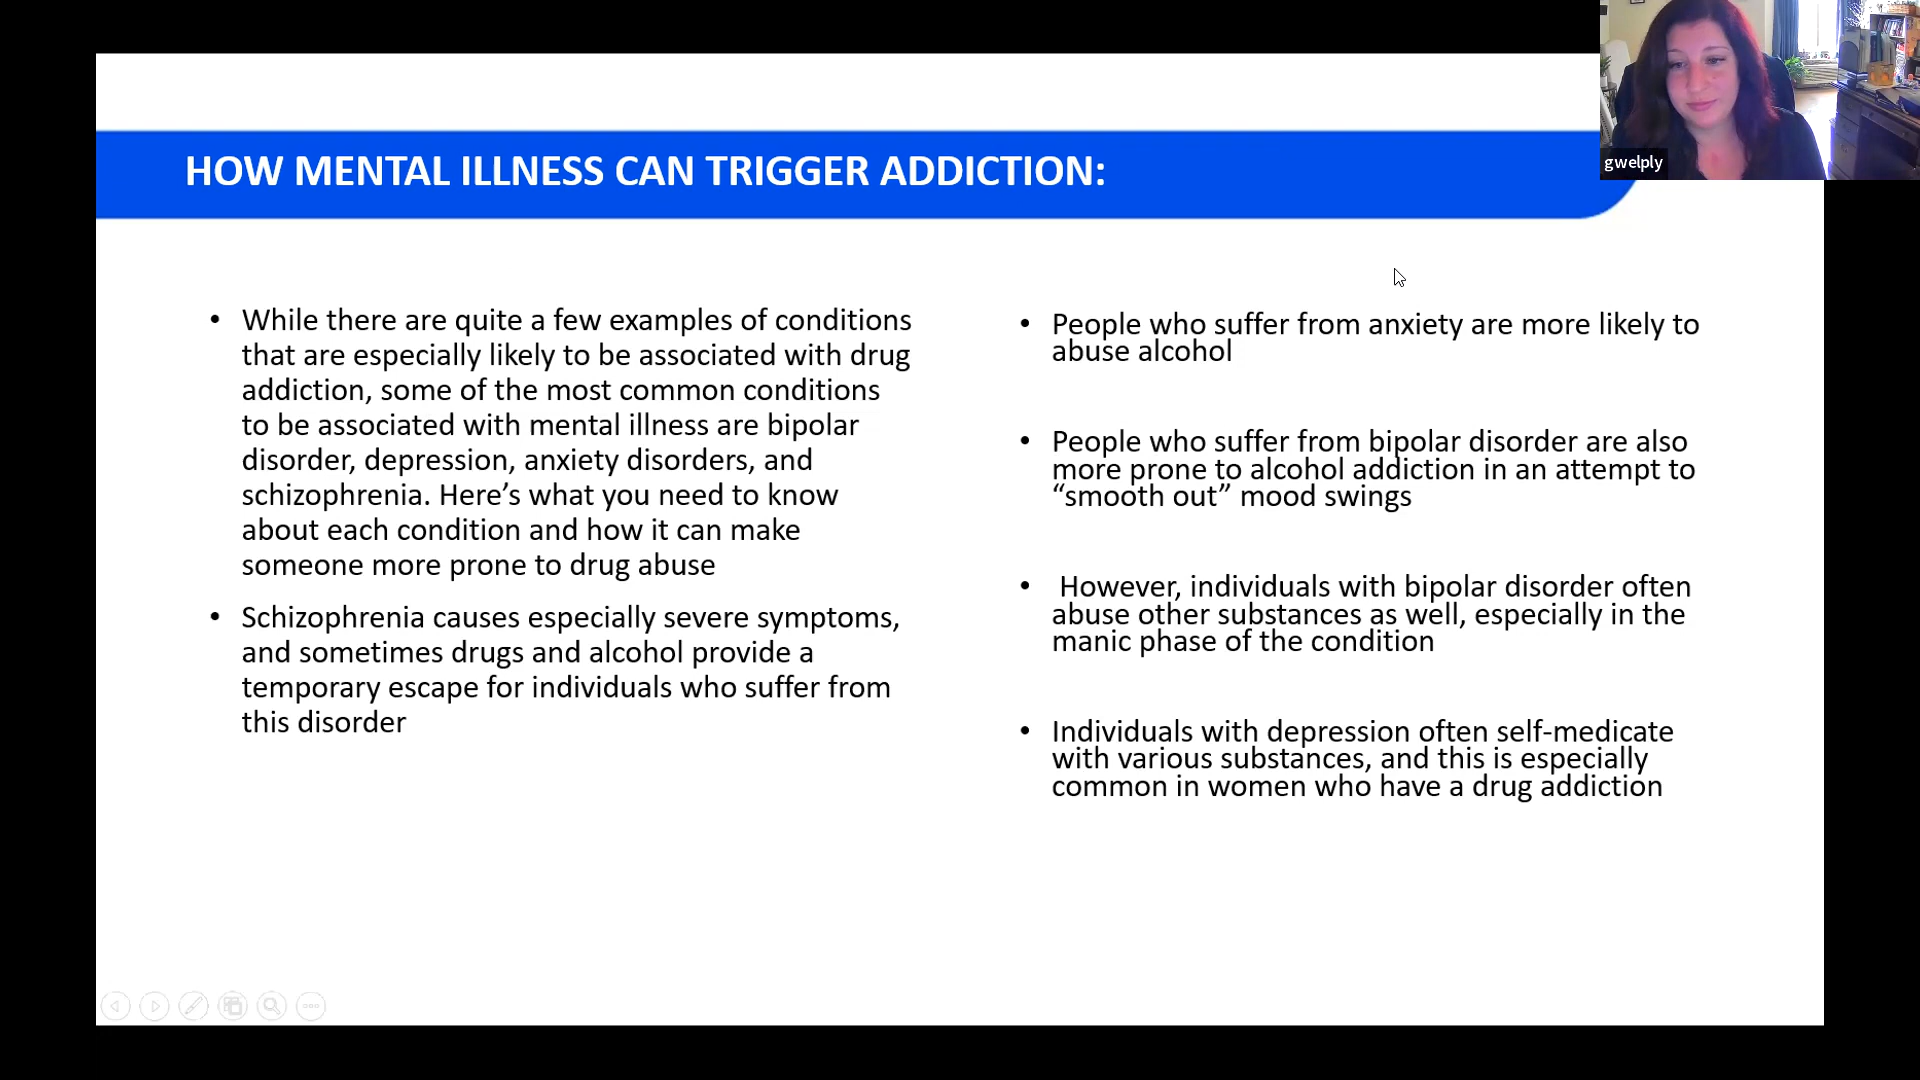 HOW MENTAL ILLNESS CAN TRIGGER ADDICTION:
• While there are quite a few examples of conditions
that are especially likely to be associated with drug
addiction, some of the most common conditions
to be associated with mental illness are bipolar
disorder, depression, anxiety disorders, and
schizophrenia. Here’s what you need to know
about each condition and how it can make
someone more prone to drug abuse
• Schizophrenia causes especially severe symptoms,
and sometimes drugs and alcohol provide a
temporary escape for individuals who suffer from
this disorder
• People who suffer from anxiety are more likely to
abuse alcohol
• People who suffer from bipolar disorder are also
more prone to alcohol addiction in an attempt to
“smooth out” mood swings
• However, individuals with bipolar disorder often
abuse other substances as well, especially in the
manic phase of the condition
• Individuals with depression often self-medicate
with various substances, and this is especially
common in women who have a drug addiction
gwelply